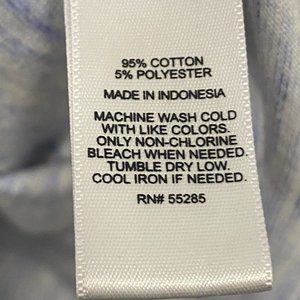 95% COTTON
5% POLYESTER
MADE IN INDONESIA
MACHINE WASH COLD
WITH LIKE COLORS.
ONLY NON-CHLORINE
BLEACH WHEN NEEDED.
TUMBLE DRY LOW.
COOL IRON IF NEEDED.
RN# 55285